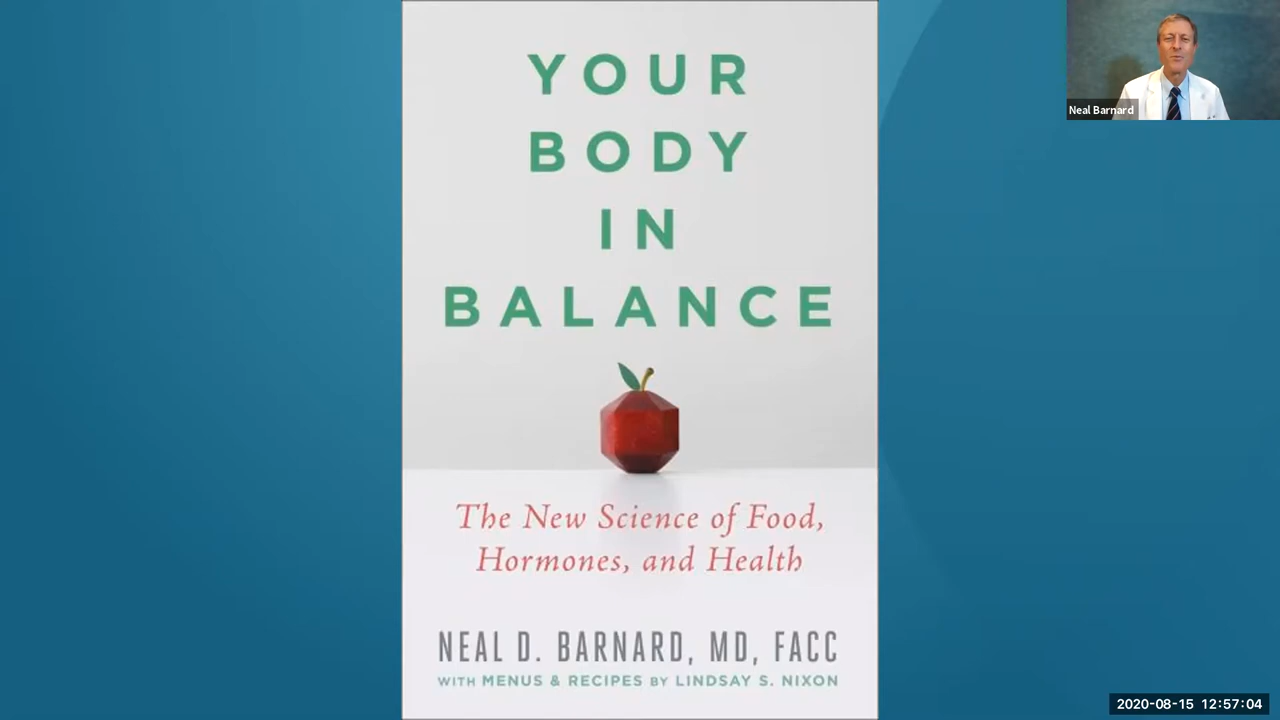 YOUR
BODY
IN
BALANCE
The New Science of Food,
Hormones, and Health
NEAL D. BARNARD, MD, FACC
WITH MENUS & RECIPES BY LINDSAY S. NIXON
Neal Barnard
2020-08-15 12:57:04